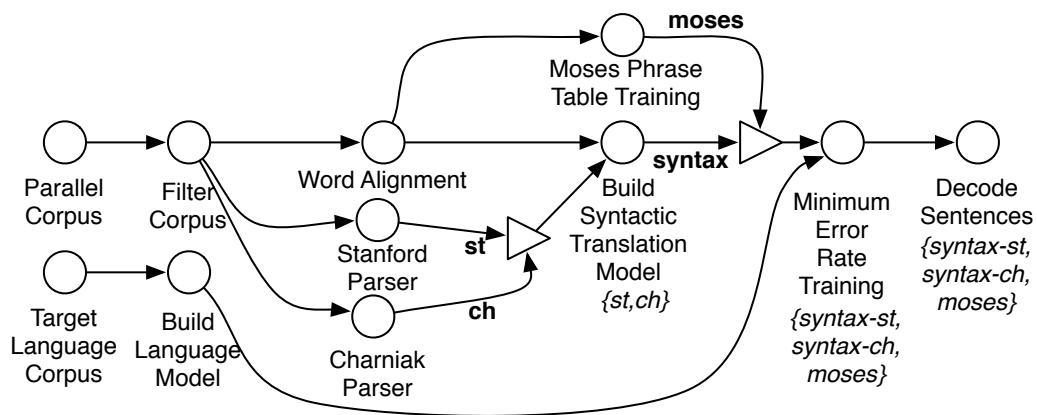 moses
Moses Phrase
Table Training
Parallel
Corpus
Filter
Corpus
Word Alignment
syntax
Build
Syntactic
Translation
Model
{st,ch}
Minimum
Error
Rate
Training
{syntax-st,
syntax-ch,
moses}
Decode
Sentences
{syntax-st,
syntax-ch,
moses}
st
Stanford
Parser
ch
Charniak
Parser
Target
Language
Corpus
Build
Language
Model